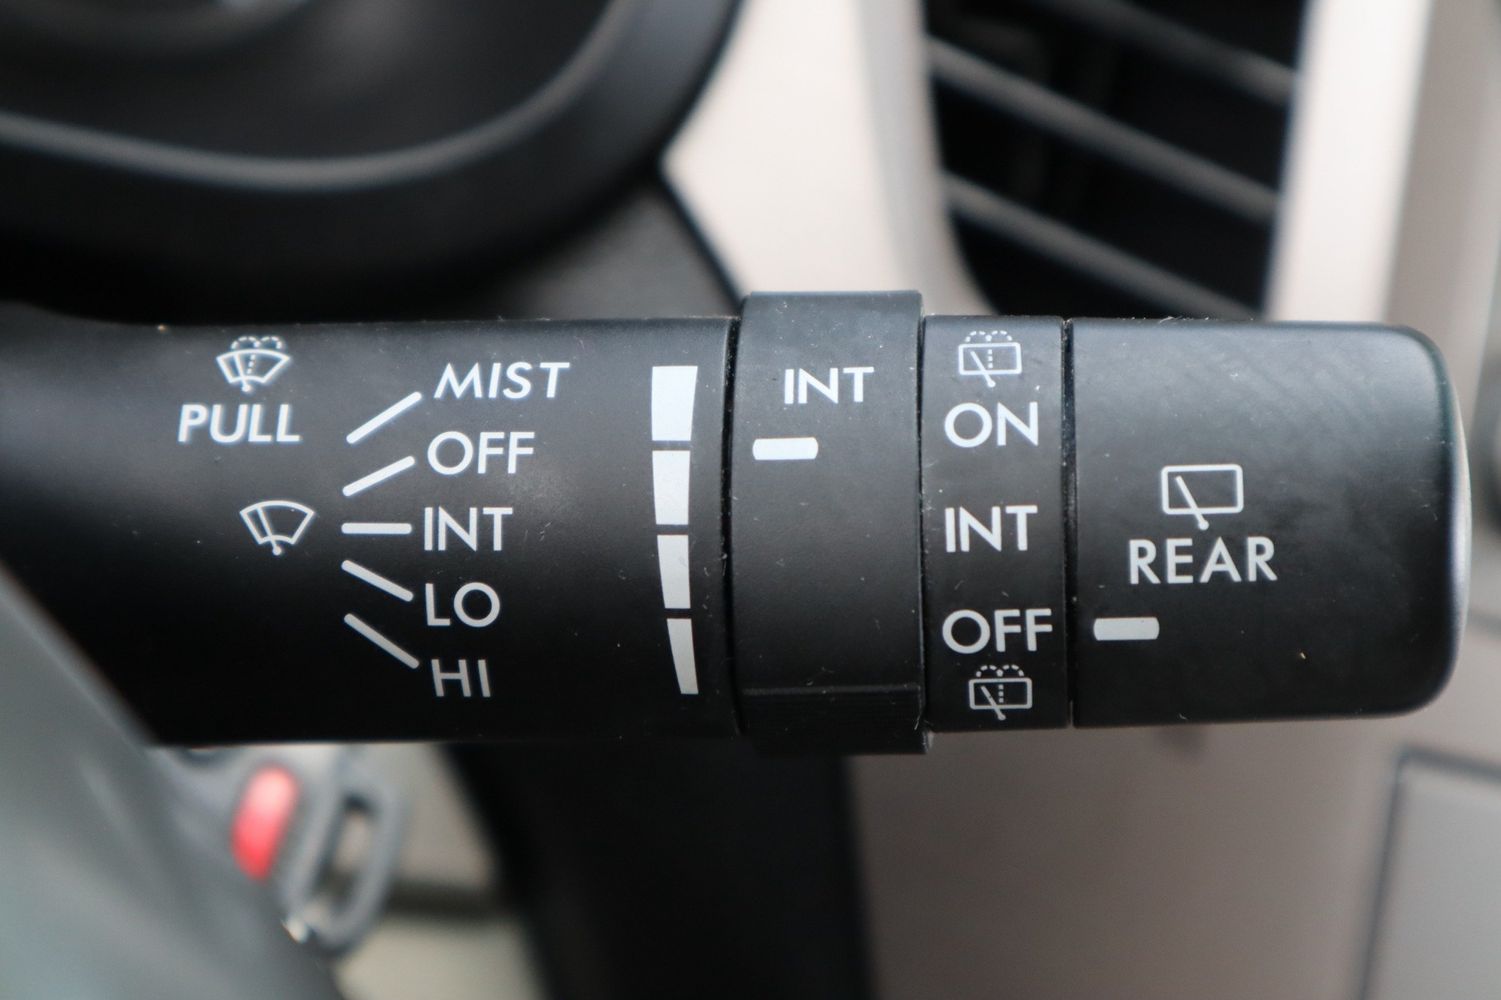 PULL
MIST
OFF
INT
LO
HI
INT
ON
INT
OFF
REAR